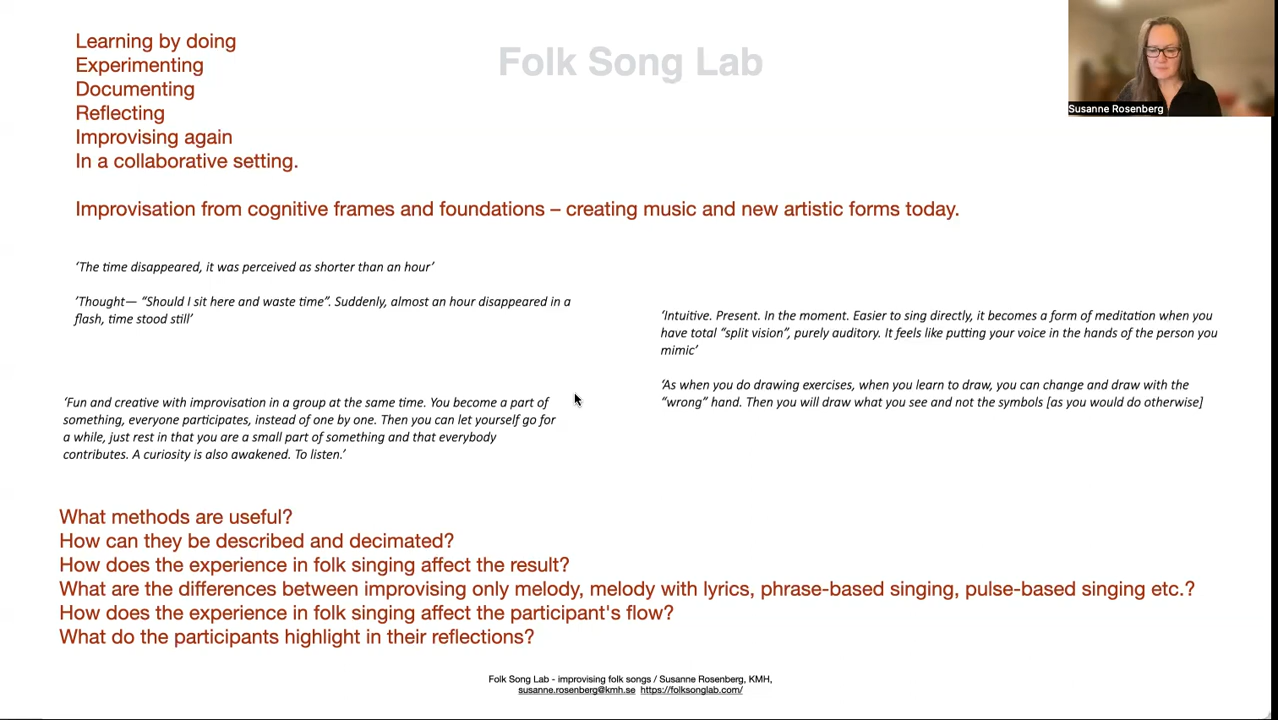 Learning by doing
Experimenting
Documenting
Reflecting
Improvising again
In a collaborative setting.
Folk Song Lab
Susanne Rosenberg
Improvisation from cognitive frames and foundations – creating music and new artistic forms today.
‘The time disappeared, it was perceived as shorter than an hour’
’Thought— “Should I sit here and waste time”. Suddenly, almost an hour disappeared in a
flash, time stood still’
‘Fun and creative with improvisation in a group at the same time. You become a part of
something, everyone participates, instead of one by one. Then you can let yourself go for
a while, just rest in that you are a small part of something and that everybody
contributes. A curiosity is also awakened. To listen.’
‘Intuitive. Present. In the moment. Easier to sing directly, it becomes a form of meditation when you
have total “split vision”, purely auditory. It feels like putting your voice in the hands of the person you
mimic’
‘As when you do drawing exercises, when you learn to draw, you can change and draw with the
“wrong” hand. Then you will draw what you see and not the symbols [as you would do otherwise]
What methods are useful?
How can they be described and decimated?
How does the experience in folk singing affect the result?
What are the differences between improvising only melody, melody with lyrics, phrase-based singing, pulse-based singing etc.?
How does the experience in folk singing affect the participant's flow?
What do the participants highlight in their reflections?
Folk Song Lab - improvising folk songs / Susanne Rosenberg, KMH,
susanne.rosenberg@kmh.se https://folksonglab.com/